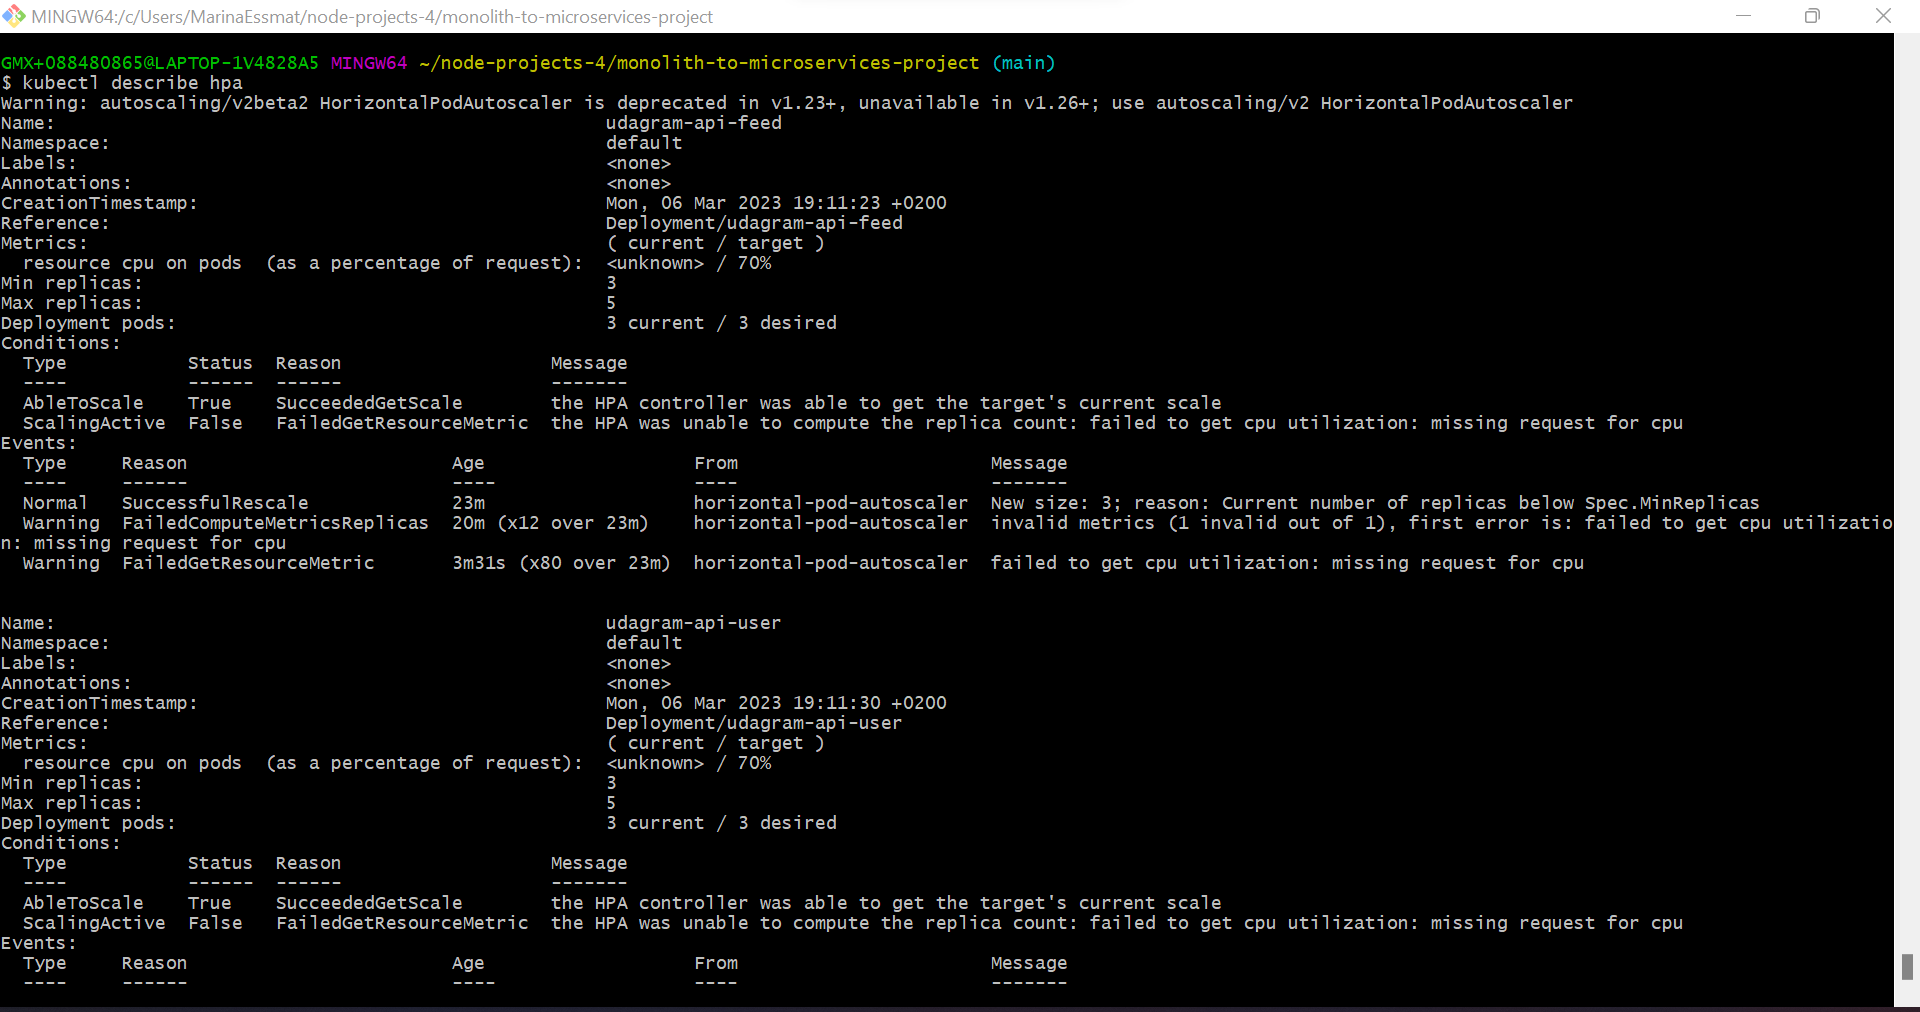 MINGW64:/c/Users/MarinaEssmat/node-projects-4/monolith-to-microservices-project
GMX+088480865@LAPTOP-1V4828A5 MINGW64 ~/node-projects-4/monolith-to-microservices-project (main)
$ kubectl describe hpa
Warning: autoscaling/v2beta2 HorizontalPodAutoscaler is deprecated in v1.23+, unavailable in v1.26+; use autoscaling/v2 HorizontalPodAutoscaler
Name: udagram-api-feed
Namespace: default
Labels: <none>
Annotations: <none>
CreationTimestamp: Mon, 06 Mar 2023 19:11:23 +0200
Reference: Deployment/udagram-api-feed
Metrics: ( current / target )
resource cpu on pods (as a percentage of request): <unknown> / 70%
Min replicas: 3
Max replicas: 5
Deployment pods: 3 current / 3 desired
Conditions:
Type Status Reason Message
---- ------ ------ -------
AbleToScale True SucceededGetScale the HPA controller was able to get the target's current scale
ScalingActive False FailedGetResourceMetric the HPA was unable to compute the replica count: failed to get cpu utilization: missing request for cpu
Events:
Type Reason Age From Message
---- ------ ---- ---- -------
Normal SuccessfulRescale 23m horizontal-pod-autoscaler New size: 3; reason: Current number of replicas below Spec.MinReplicas
Warning FailedComputeMetricsReplicas 20m (x12 over 23m) horizontal-pod-autoscaler invalid metrics (1 invalid out of 1), first error is: failed to get cpu utilizatio
n: missing request for cpu
Warning FailedGetResourceMetric 3m31s (x80 over 23m) horizontal-pod-autoscaler failed to get cpu utilization: missing request for cpu
Name: udagram-api-user
Namespace: default
Labels: <none>
Annotations: <none>
CreationTimestamp: Mon, 06 Mar 2023 19:11:30 +0200
Reference: Deployment/udagram-api-user
Metrics: ( current / target )
resource cpu on pods (as a percentage of request): <unknown> / 70%
Min replicas: 3
Max replicas: 5
Deployment pods: 3 current / 3 desired
Conditions:
Type Status Reason Message
---- ------ ------ -------
AbleToScale True SucceededGetScale the HPA controller was able to get the target's current scale
ScalingActive False FailedGetResourceMetric the HPA was unable to compute the replica count: failed to get cpu utilization: missing request for cpu
Events:
Type Reason Age From Message
---- ------ ---- ---- -------